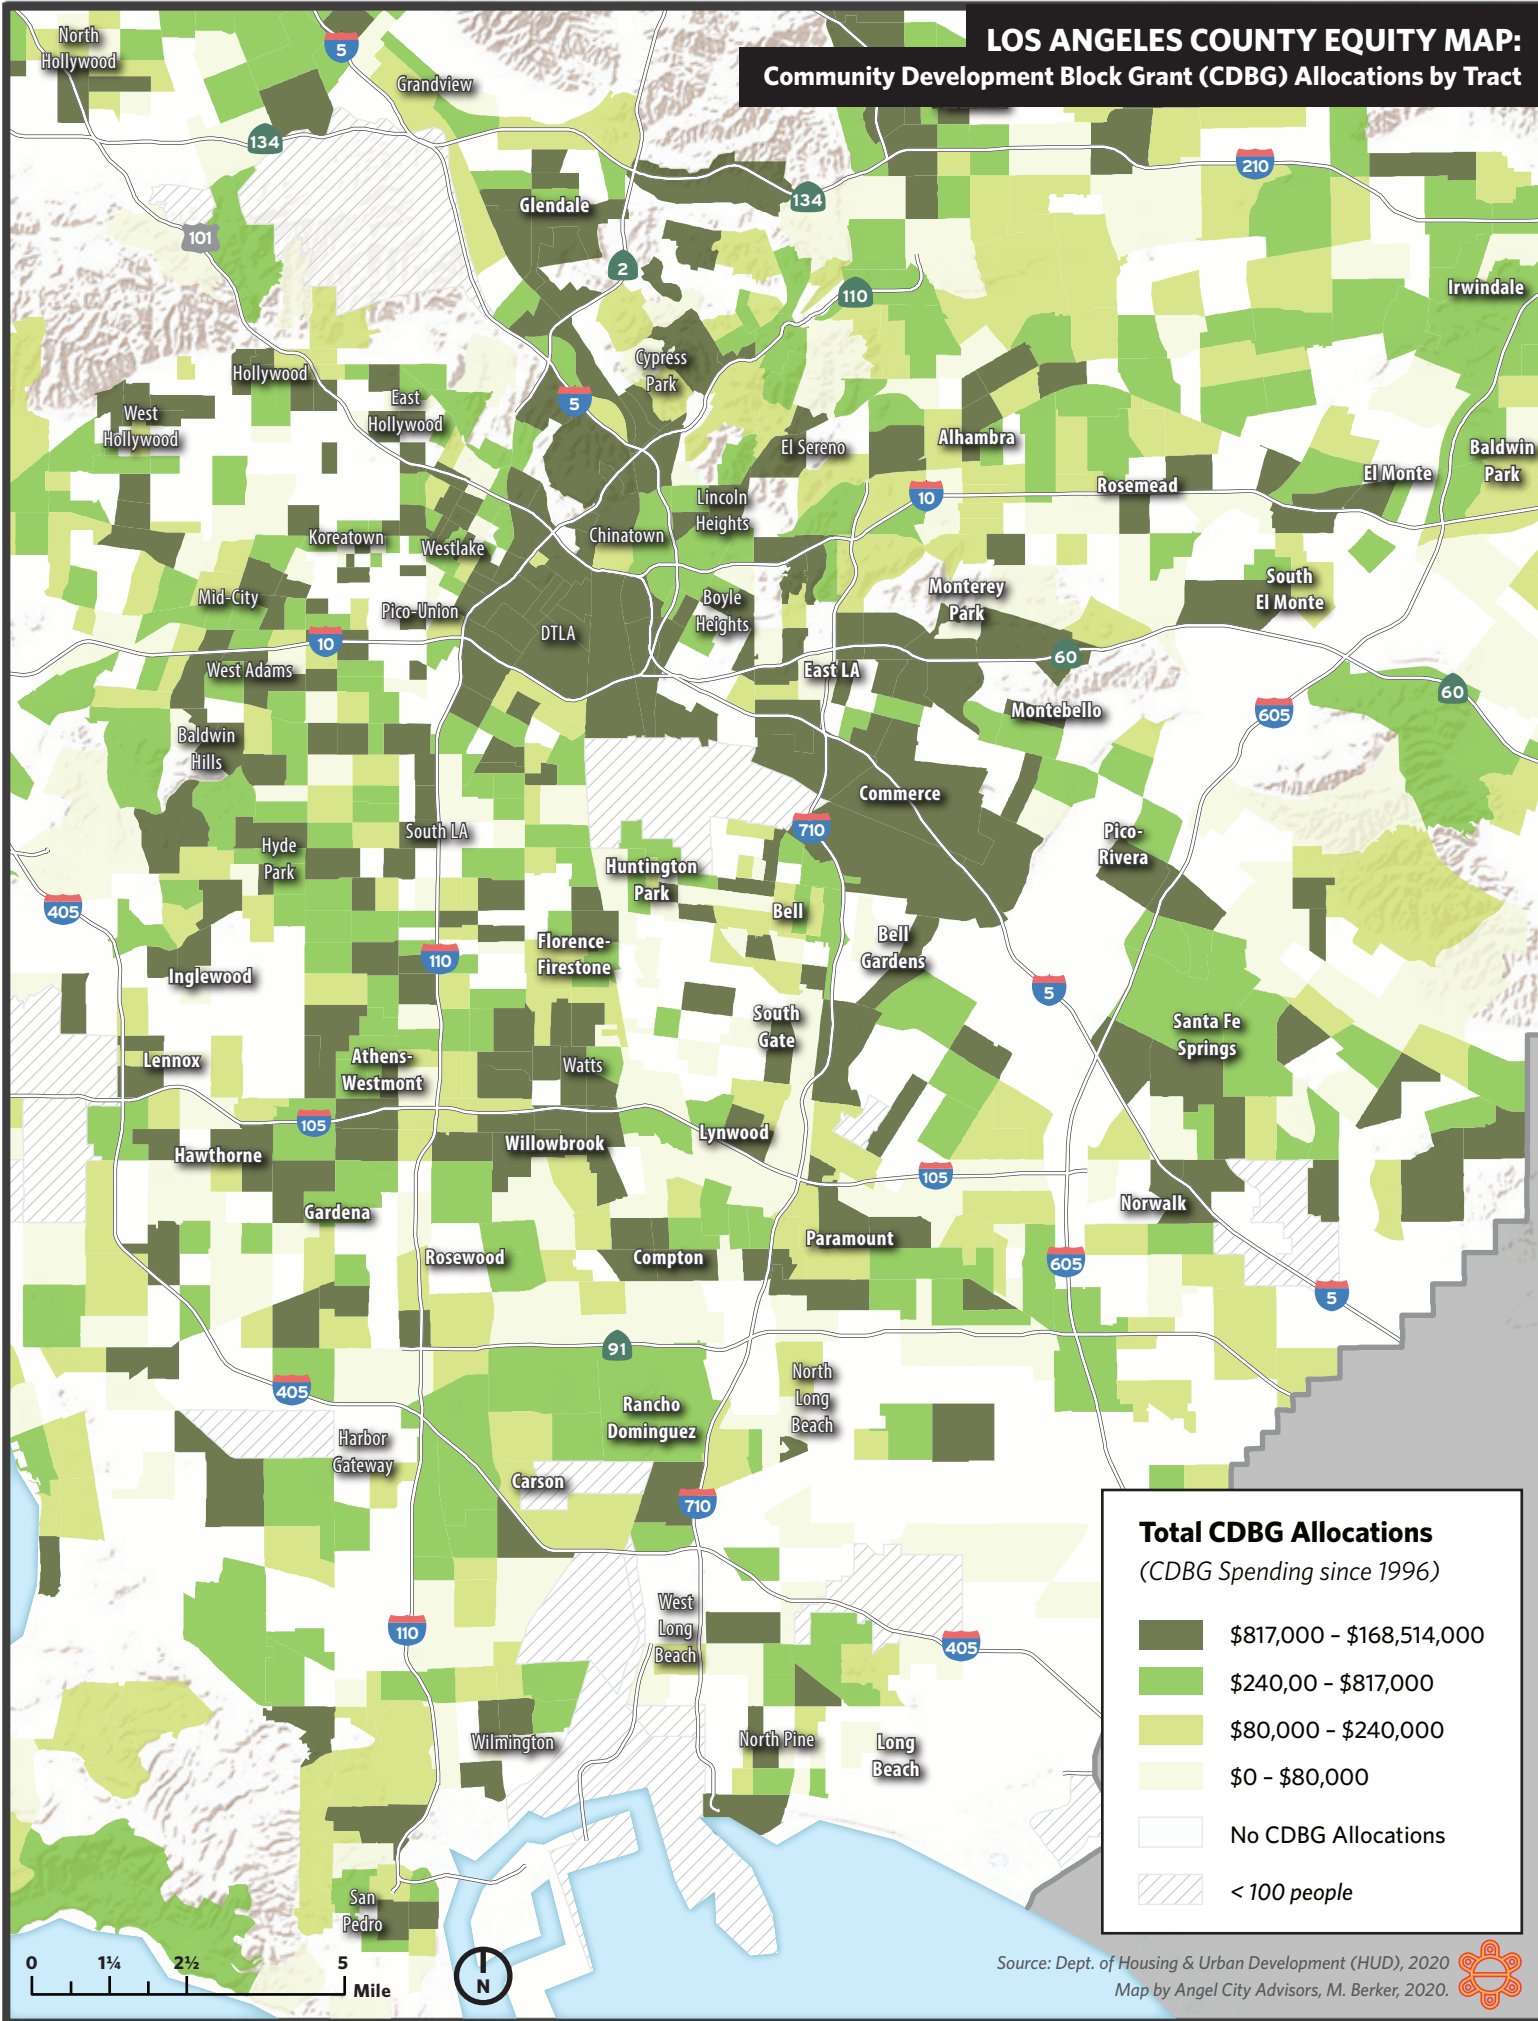 LOS ANGELES COUNTY EQUITY MAP:
Community Development Block Grant (CDBG) Allocations by Tract
North
Hollywood
5
Grandview
134
210
134
Glendale
101
2
110
Irwindale
Cypress
Park
Hollywood
East
Hollywood
5
West
Hollywood
El Sereno
Alhambra
Baldwin
Park
El Monte
Rosemead
10
Lincoln
Heights
Koreatown
Westlake
Chinatown
South
El Monte
Mid-City
Pico-Union
Boyle
Heights
Monterey
Park
DTLA
10
West Adams
East LA
60
60
605
Montebello
Baldwin
Hills
Commerce
710
South LA
Pico-
Rivera
Hyde
Park
Huntington
Park
405
Bell
Florence-
Firestone
Bell
Gardens
110
Inglewood
5
South
Gate
Santa Fe
Springs
Lennox
Athens-
Westmont
Watts
105
Willowbrook
Lynwood
Hawthorne
105
Norwalk
Gardena
Rosewood
Compton
Paramount
605
5
91
North
Long
Beach
405
Rancho
Dominguez
Harbor
Gateway
Carson
710
West
Long
Beach
110
405
Wilmington
North Pine
Long
Beach
San
Pedro
Total CDBG Allocations
(CDBG Spending since 1996)
$817,000 - $168,514,000
$240,00 - $817,000
$80,000 - $240,000
$0 - $80,000
No CDBG Allocations
< 100 people
0 1¼ 2½ 5
Mile
N
Source: Dept. of Housing & Urban Development (HUD), 2020
Map by Angel City Advisors, M. Berker, 2020.